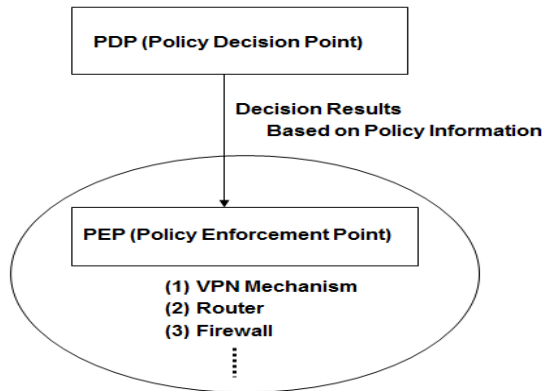 PDP (Policy Decision Point)
Decision Results
Based on Policy Information
PEP (Policy Enforcement Point)
(1) VPN Mechanism
(2) Router
(3) Firewall